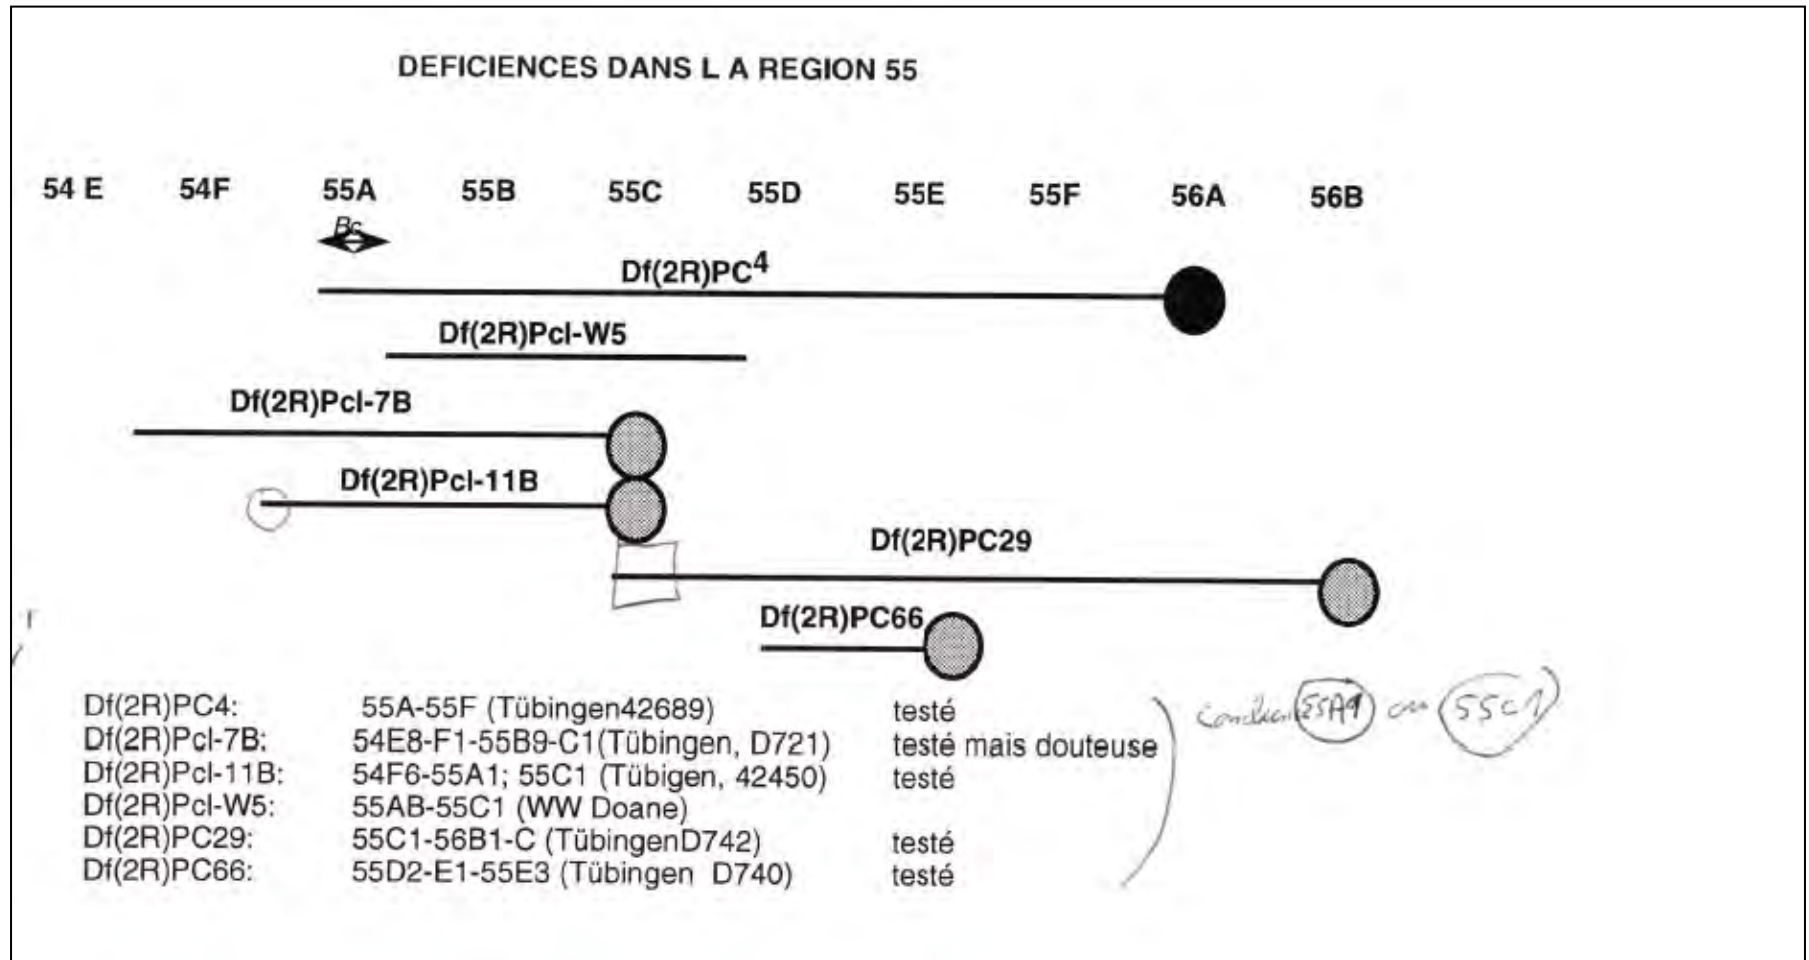 DEFICIENCES DANS L A REGION 55
54 E 54F 55A 55B 55C 55D 55E 55F 56A 56B
Bc
Df(2R)PC4
Df(2R)Pcl-W5
Df(2R)Pcl-7B
Df(2R)Pcl-11B
Df(2R)PC29
Df(2R)PC66
Df(2R)PC4: 55A-55F (Tübingen42689) testé
55C1
Df(2R)Pcl-7B: 54E8-F1-55B9-C1(Tübingen, D721) testé mais douteuse
Df(2R)Pcl-11B: 54F6-55A1; 55C1 (Tübigen, 42450) testé
Df(2R)Pcl-W5: 55AB-55C1 (WW Doane)
Df(2R)PC29: 55C1-56B1-C (TübingenD742) testé
Df(2R)PC66: 55D2-E1-55E3 (Tübingen D740) testé